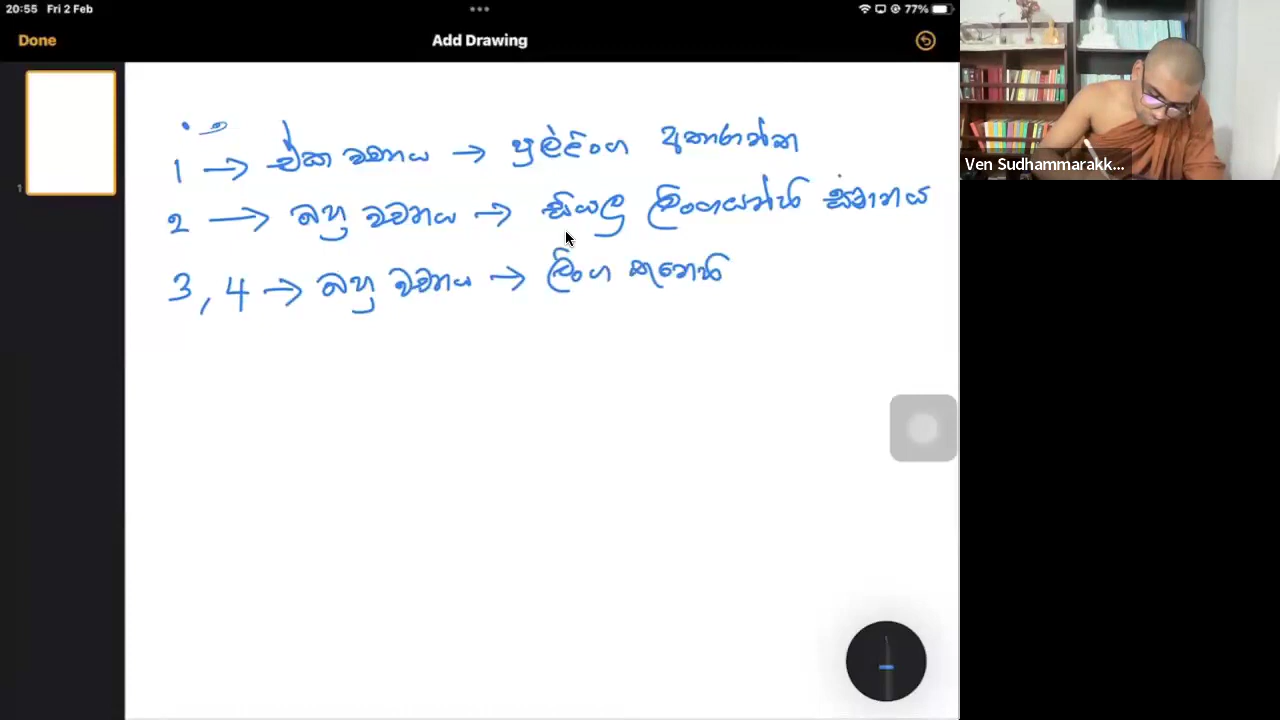 20:55 Fri 2 Feb 77%
Done Add Drawing
Ven Sudhammarakk...
1 → ඒක වචනය → පුල්ලිංග අකාරාන්ත
2 → බහු වචනය → සියලු ලිංගයන්හි සමානය
3, 4 → බහු වචනය → ලිංග තුනෙහි
1